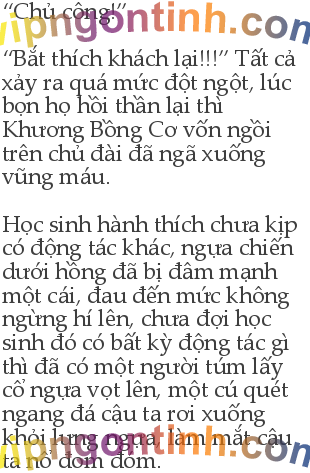 “Chủ công!”
vipngontinh.com
“Bắt thích khách lại!!!” Tất cả
xảy ra quá mức đột ngột, lúc
bọn họ hồi thần lại thì
Khương Bồng Cơ vốn ngồi
trên chủ đài đã ngã xuống
vũng máu.
Học sinh hành thích chưa kịp
có động tác khác, ngựa chiến
dưới hồng đã bị đâm mạnh
một cái, đau đến mức không
ngừng hí lên, chưa đợi học
sinh đó có bất kỳ động tác gì
thì đã có một người túm lấy
cổ ngựa vọt lên, một cú quét
ngang đá cậu ta rơi xuống
khỏi lưng ngựa, làm mắt cậu
vipngontinh.com
ta nổ đom đóm.